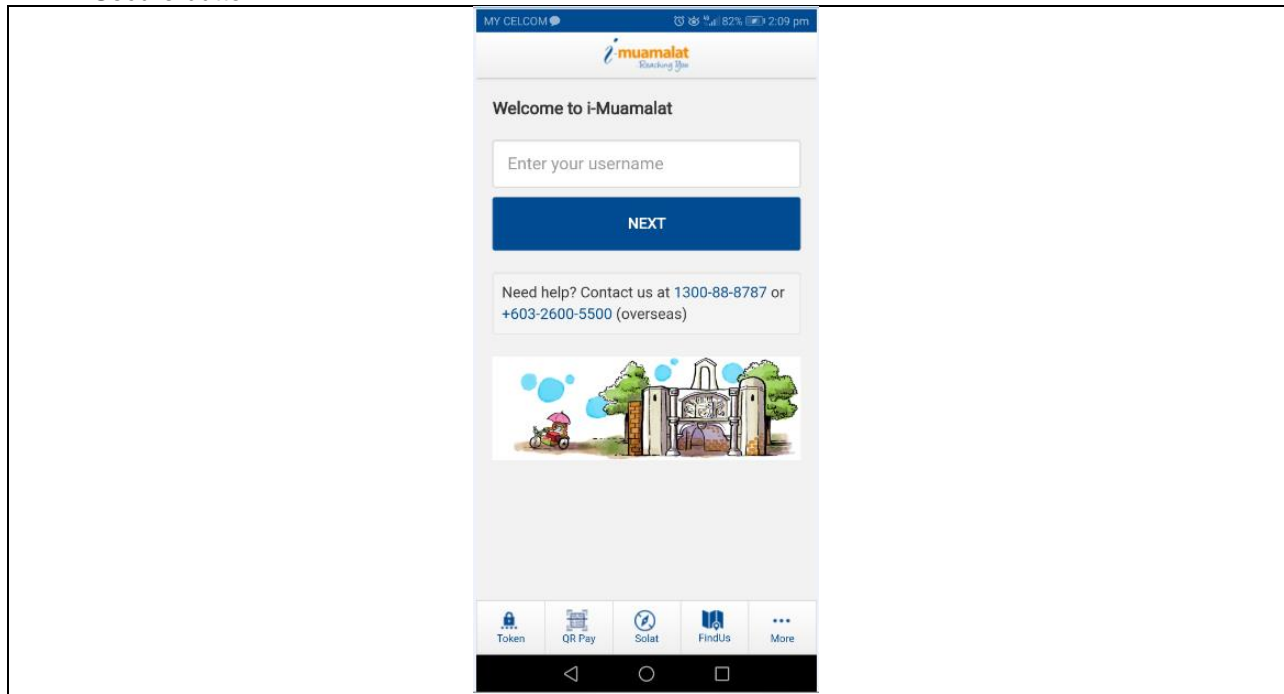 MY CELCOM 82% 2:09 pm
i-muamalat
Reaching You
Welcome to i-Muamalat
Enter your username
NEXT
Need help? Contact us at 1300-88-8787 or
+603-2600-5500 (overseas)
Token QR Pay Solat FindUs More